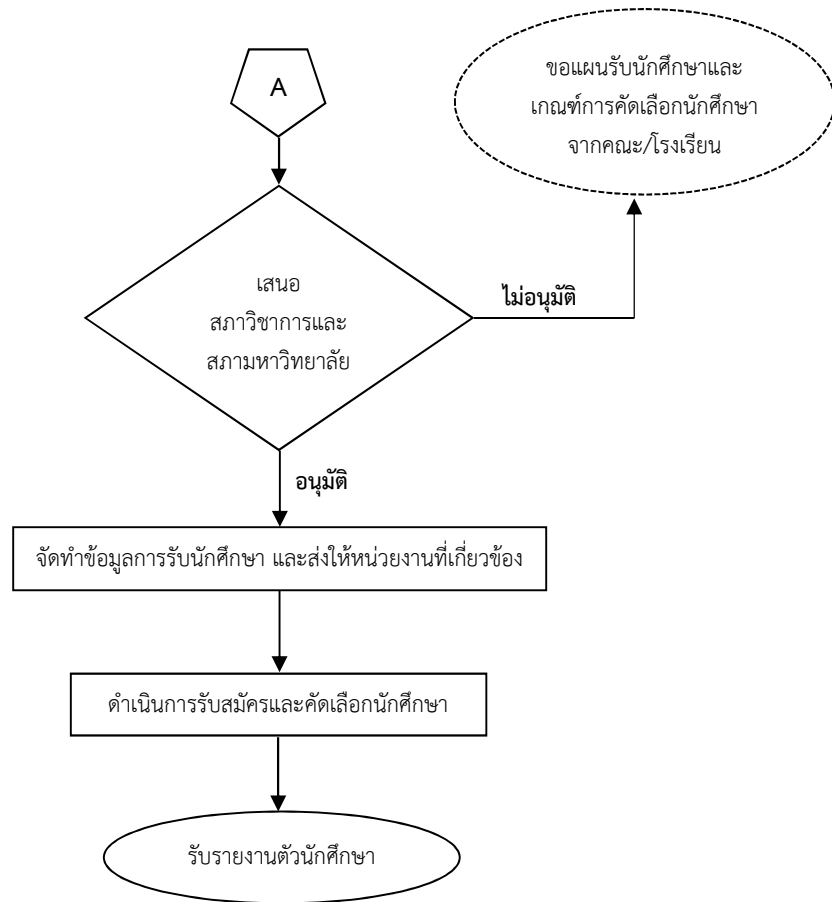 A
ขอแผนรับนักศึกษาและ
เกณฑ์การคัดเลือกนักศึกษา
จากคณะ/โรงเรียน
เสนอ
สภาวิชาการและ
สภามหาวิทยาลัย
ไม่อนุมัติ
อนุมัติ
จัดทำข้อมูลการรับนักศึกษา และส่งให้หน่วยงานที่เกี่ยวข้อง
ดำเนินการรับสมัครและคัดเลือกนักศึกษา
รับรายงานตัวนักศึกษา